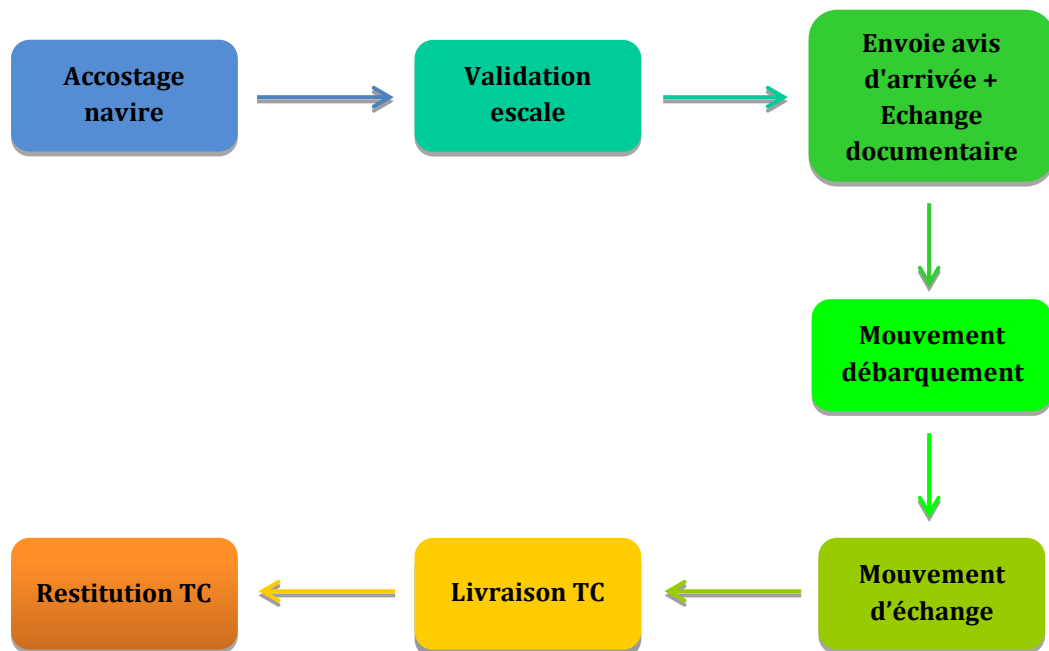 Accostage
navire
Validation
escale
Envoie avis
d'arrivée +
Echange
documentaire
Mouvement
débarquement
Mouvement
d’échange
Livraison TC
Restitution TC